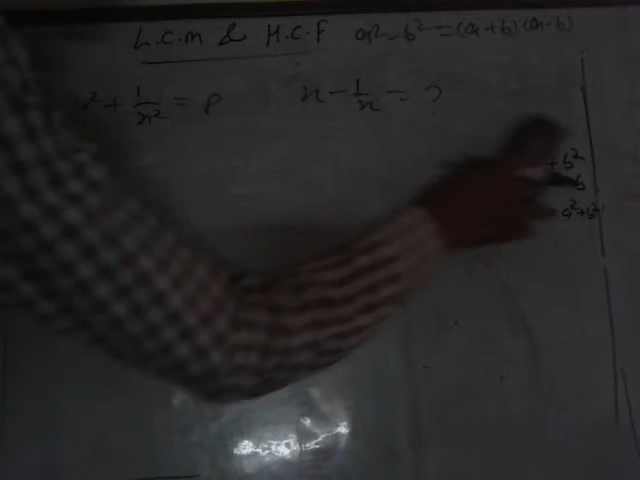 L.C.M & H.C.F a² - b² = (a+b)(a-b)
x² + 1/x² = P x - 1/x = ?
+ b²
b
= a² + b²